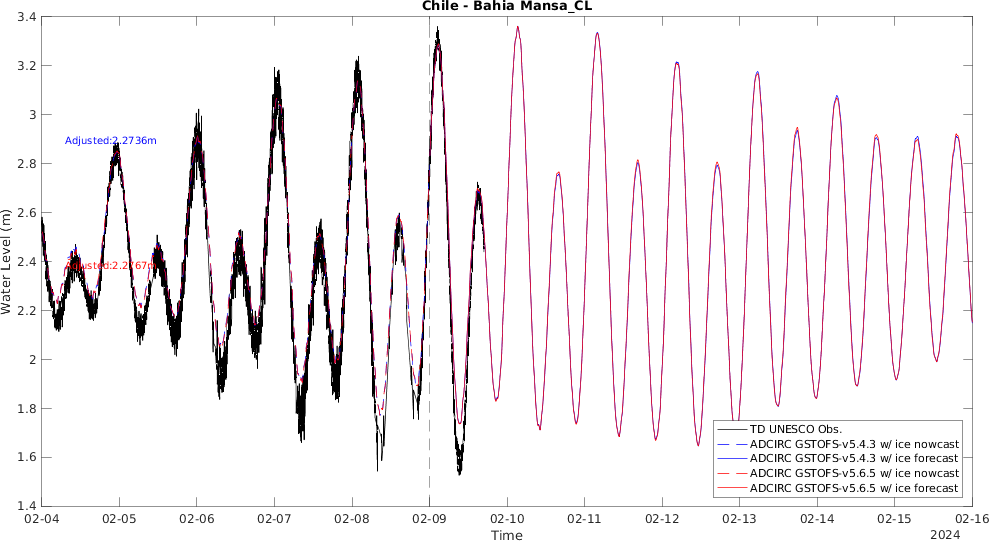 Chile - Bahia Mansa_CL
3.4
3.2
3
2.8
2.6
2.4
2.2
2
1.8
1.6
1.4
Water Level (m)
Adjusted:2.2736m
Adjusted:2.2767m
TD UNESCO Obs.
ADCIRC GSTOFS-v5.4.3 w/ ice nowcast
ADCIRC GSTOFS-v5.4.3 w/ ice forecast
ADCIRC GSTOFS-v5.6.5 w/ ice nowcast
ADCIRC GSTOFS-v5.6.5 w/ ice forecast
02-04 02-05 02-06 02-07 02-08 02-09 02-10 02-11 02-12 02-13 02-14 02-15 02-16
Time
2024